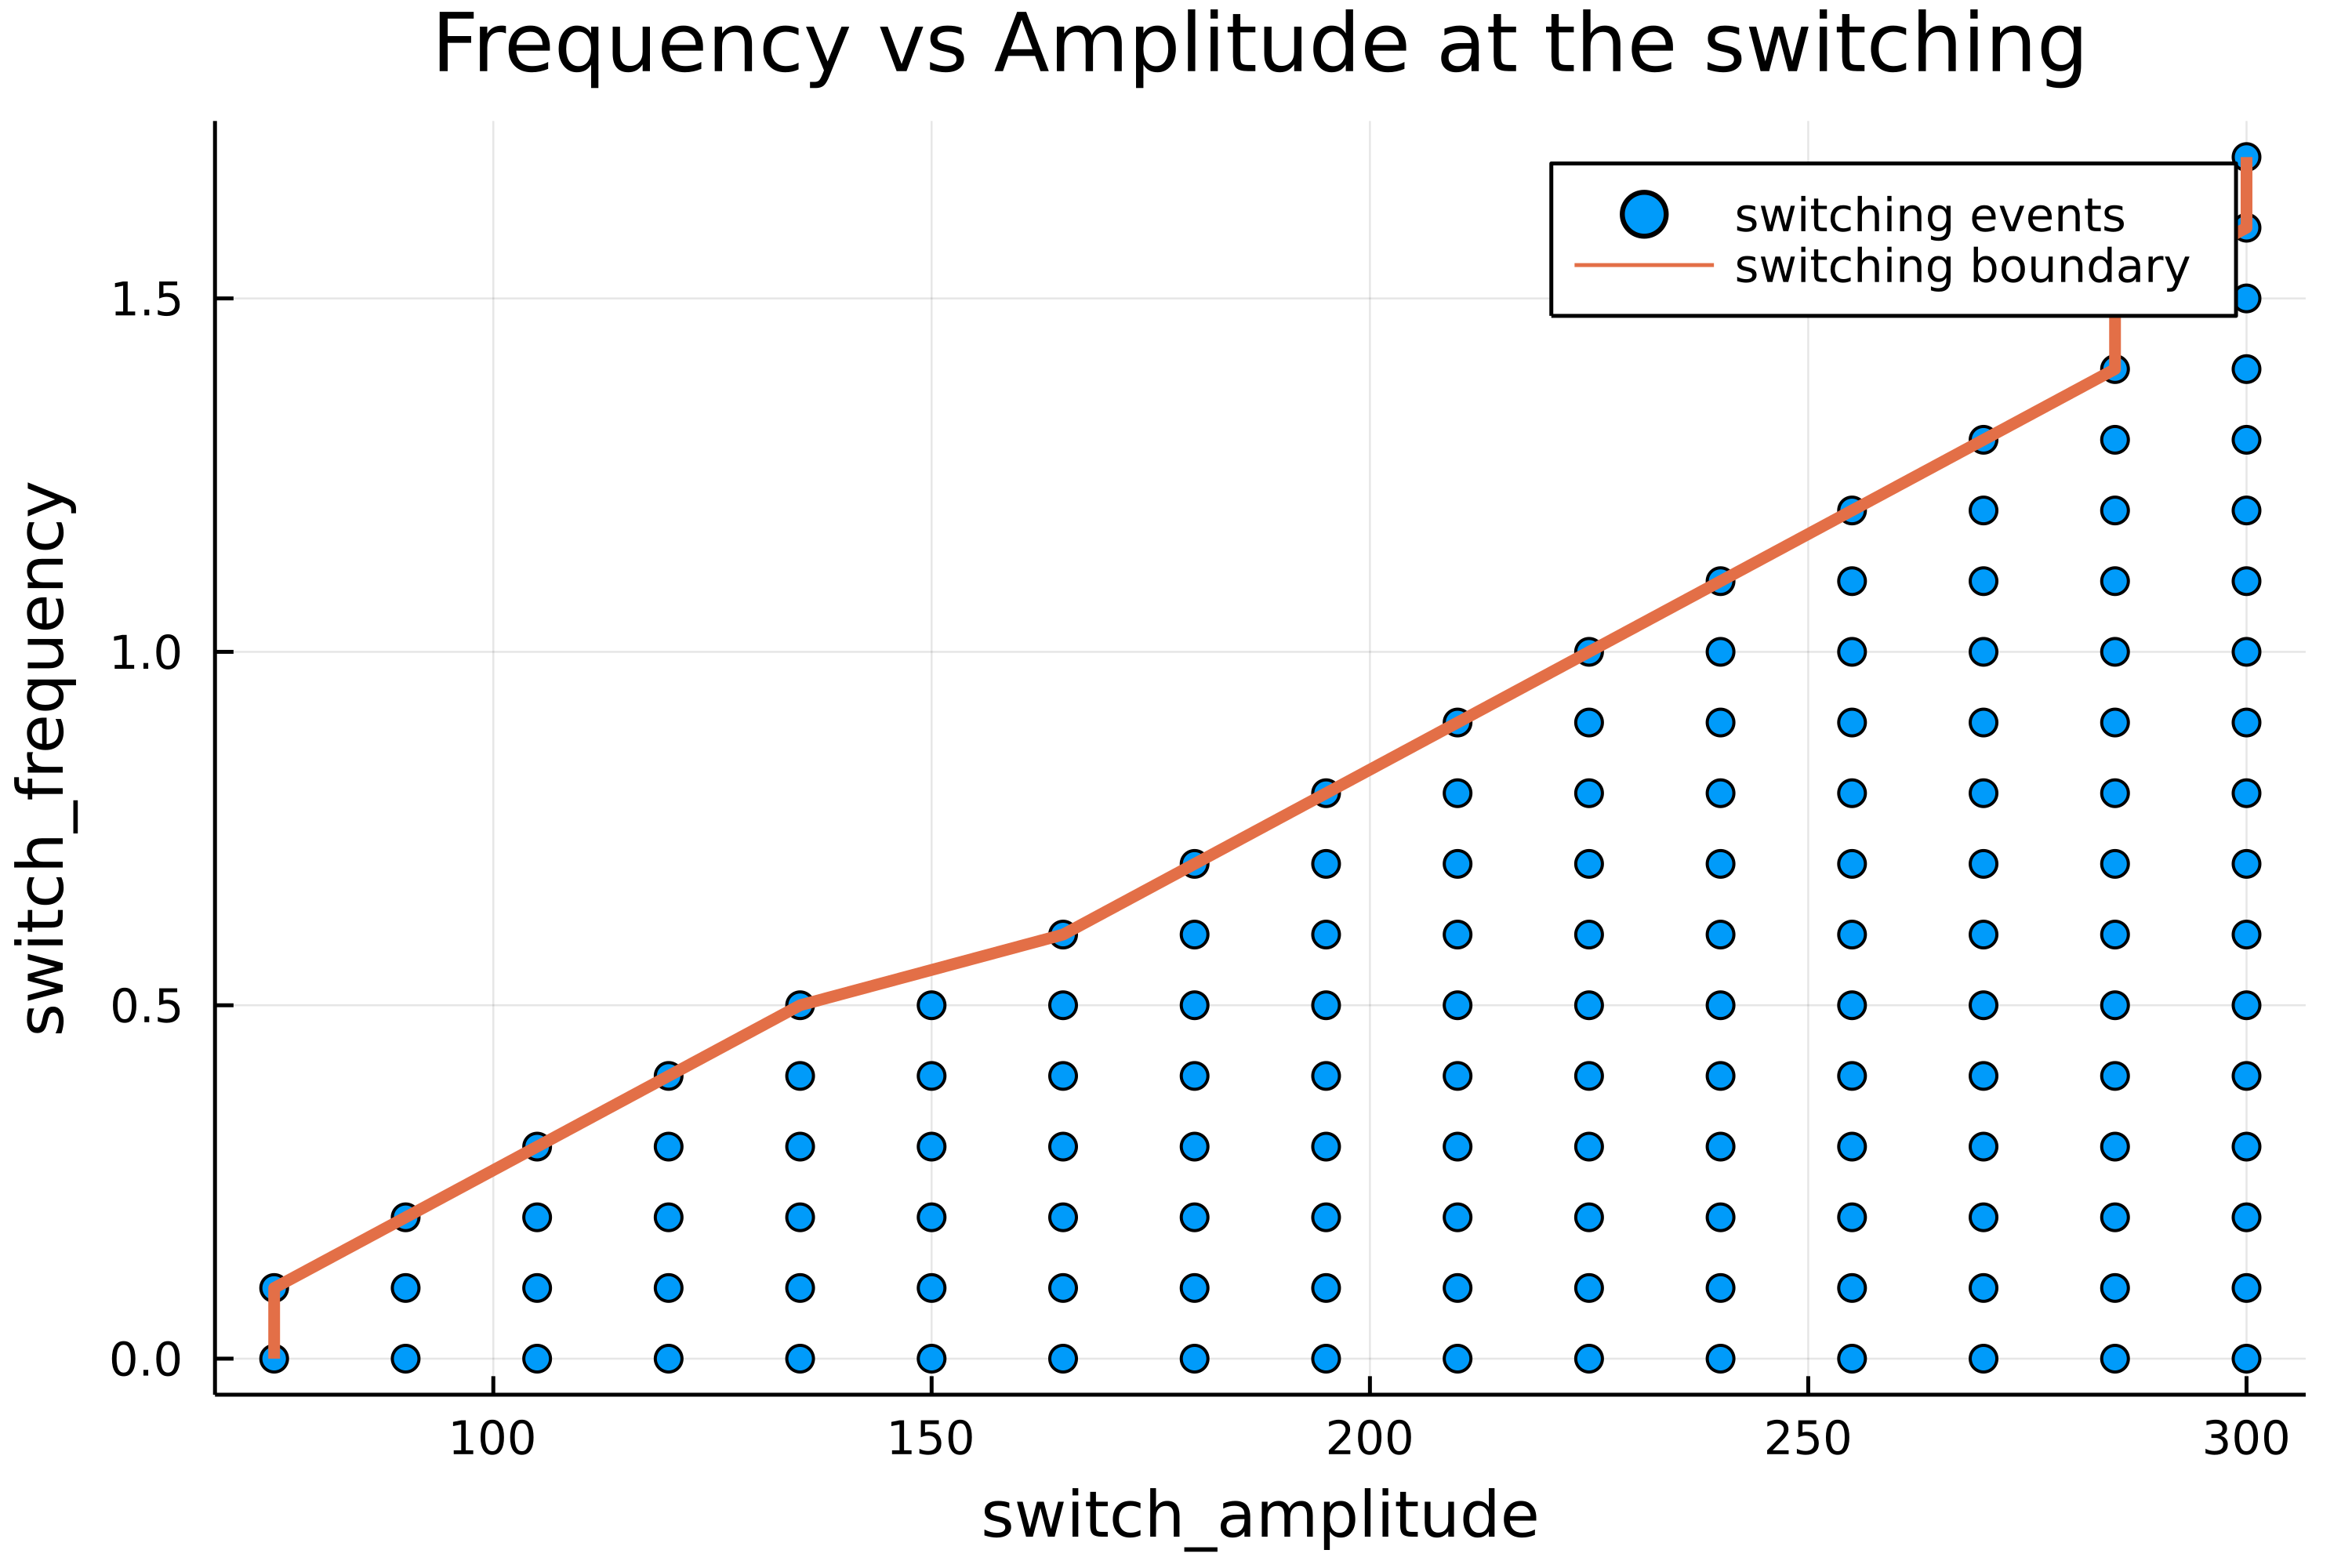 Frequency vs Amplitude at the switching
switching events
switching boundary
switch_frequency
1.5
1.0
0.5
0.0
100 150 200 250 300
switch_amplitude